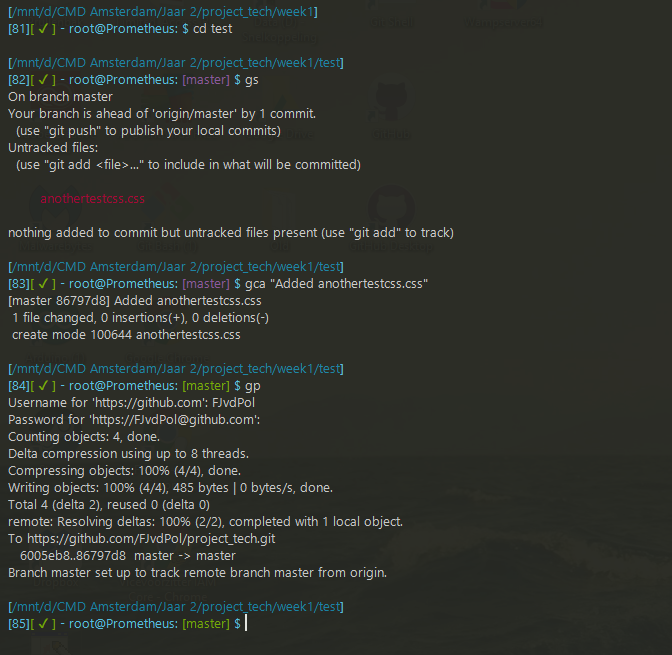 [/mnt/d/CMD Amsterdam/Jaar 2/project_tech/week1]
[81][ ✓ ] - root@Prometheus: $ cd test
[/mnt/d/CMD Amsterdam/Jaar 2/project_tech/week1/test]
[82][ ✓ ] - root@Prometheus: [master] $ gs
On branch master
Your branch is ahead of 'origin/master' by 1 commit.
(use "git push" to publish your local commits)
Untracked files:
(use "git add <file>..." to include in what will be committed)
anothertestcss.css
nothing added to commit but untracked files present (use "git add" to track)
[/mnt/d/CMD Amsterdam/Jaar 2/project_tech/week1/test]
[83][ ✓ ] - root@Prometheus: [master] $ gca "Added anothertestcss.css"
[master 86797d8] Added anothertestcss.css
1 file changed, 0 insertions(+), 0 deletions(-)
create mode 100644 anothertestcss.css
[/mnt/d/CMD Amsterdam/Jaar 2/project_tech/week1/test]
[84][ ✓ ] - root@Prometheus: [master] $ gp
Username for 'https://github.com': FJvdPol
Password for 'https://FJvdPol@github.com':
Counting objects: 4, done.
Delta compression using up to 8 threads.
Compressing objects: 100% (4/4), done.
Writing objects: 100% (4/4), 485 bytes | 0 bytes/s, done.
Total 4 (delta 2), reused 0 (delta 0)
remote: Resolving deltas: 100% (2/2), completed with 1 local object.
To https://github.com/FJvdPol/project_tech.git
6005eb8..86797d8 master -> master
Branch master set up to track remote branch master from origin.
[/mnt/d/CMD Amsterdam/Jaar 2/project_tech/week1/test]
[85][ ✓ ] - root@Prometheus: [master] $